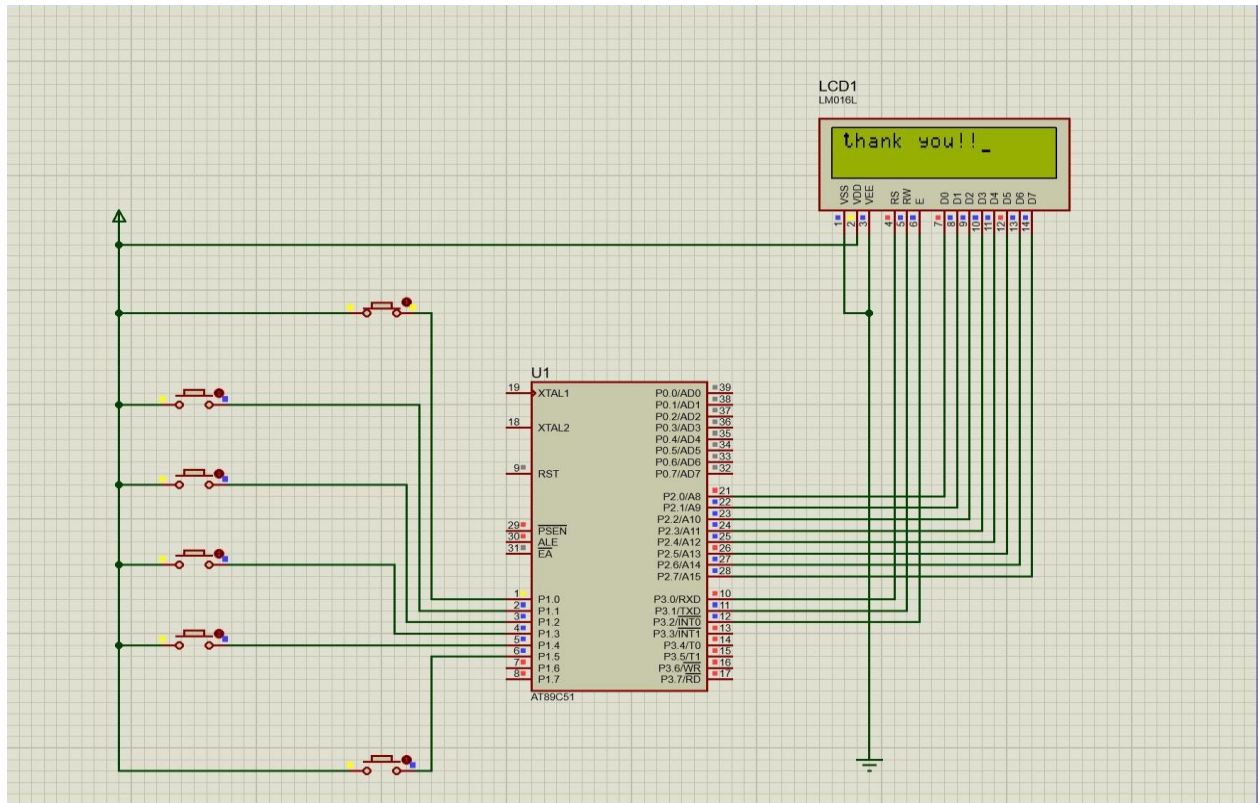 LCD1
LM016L
thank you!!_
VSS VDD VEE RS RW E D0 D1 D2 D3 D4 D5 D6 D7
1 2 3 4 5 6 7 8 9 10 11 12 13 14
U1
19 XTAL1 P0.0/AD0 39
P0.1/AD1 38
P0.2/AD2 37
18 XTAL2 P0.3/AD3 36
P0.4/AD4 35
P0.5/AD5 34
P0.6/AD6 33
9 RST P0.7/AD7 32
P2.0/A8 21
P2.1/A9 22
P2.2/A10 23
29 PSEN P2.3/A11 24
30 ALE P2.4/A12 25
31 EA P2.5/A13 26
P2.6/A14 27
P2.7/A15 28
1 P1.0 P3.0/RXD 10
2 P1.1 P3.1/TXD 11
3 P1.2 P3.2/INT0 12
4 P1.3 P3.3/INT1 13
5 P1.4 P3.4/T0 14
6 P1.5 P3.5/T1 15
7 P1.6 P3.6/WR 16
8 P1.7 P3.7/RD 17
AT89C51